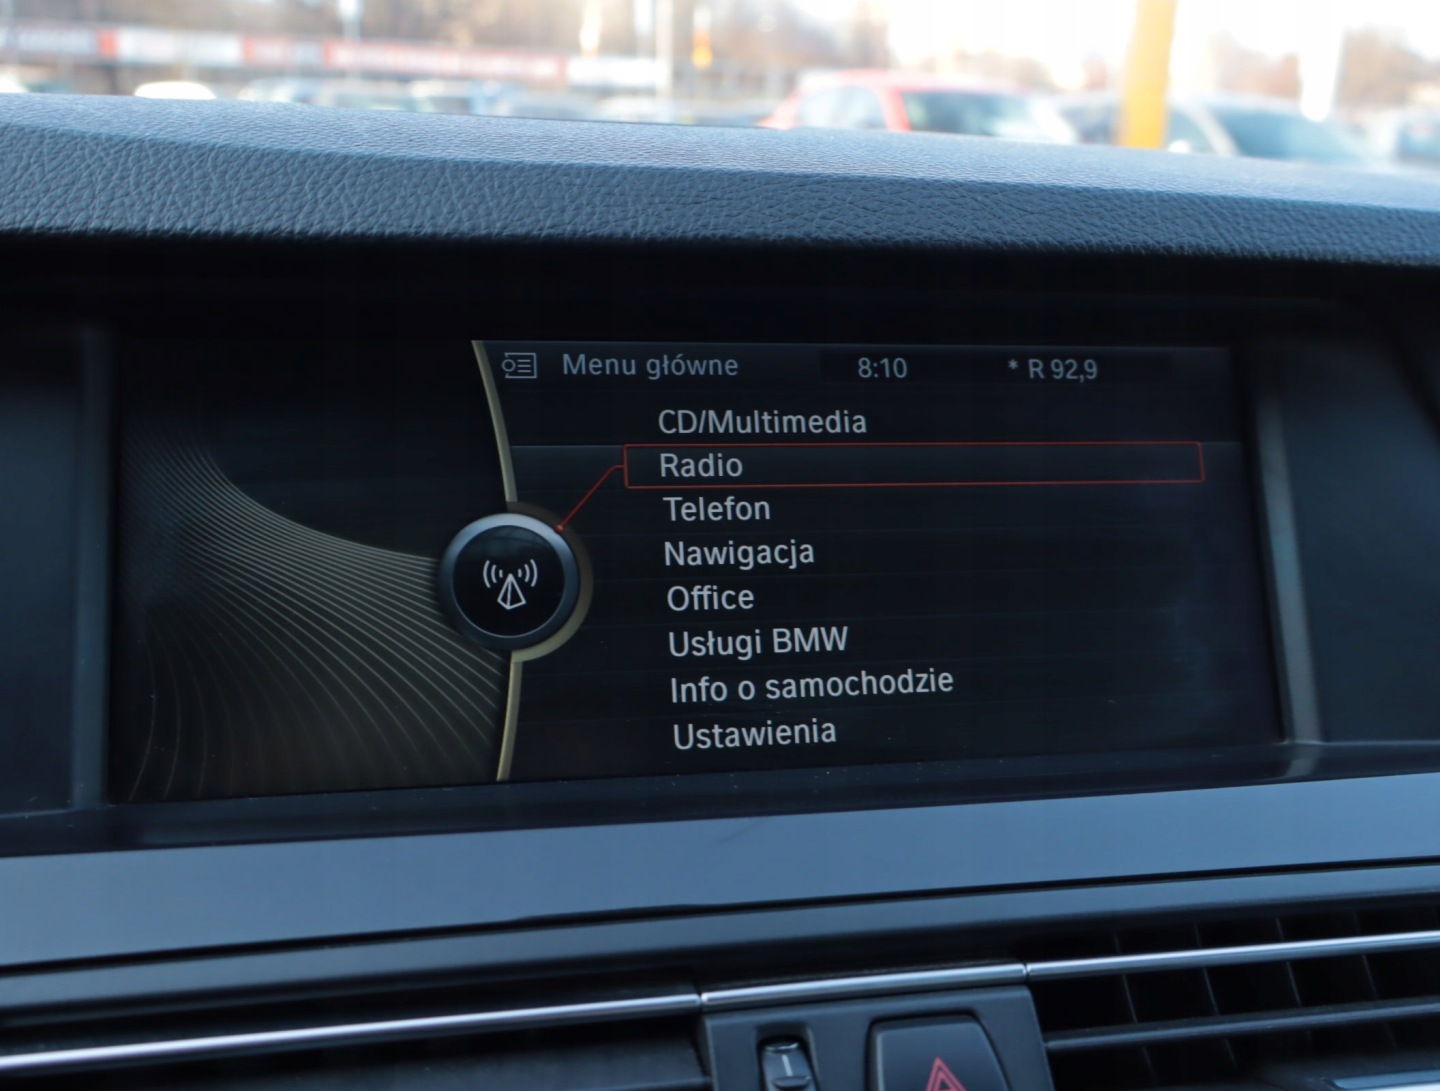 Menu główne 8:10 * R 92,9
CD/Multimedia
Radio
Telefon
Nawigacja
Office
Usługi BMW
Info o samochodzie
Ustawienia